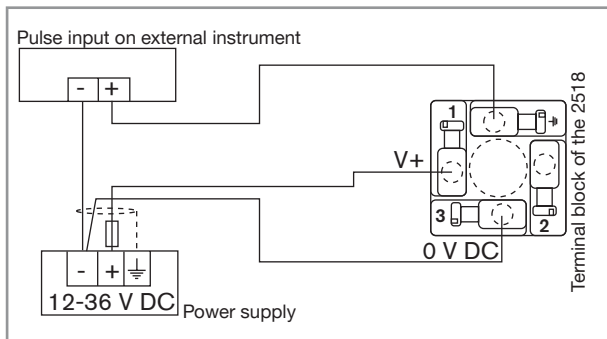 Pulse input on external instrument
- +
1
V+
3
2
0 V DC
Terminal block of the 2518
- +
12-36 V DC
Power supply